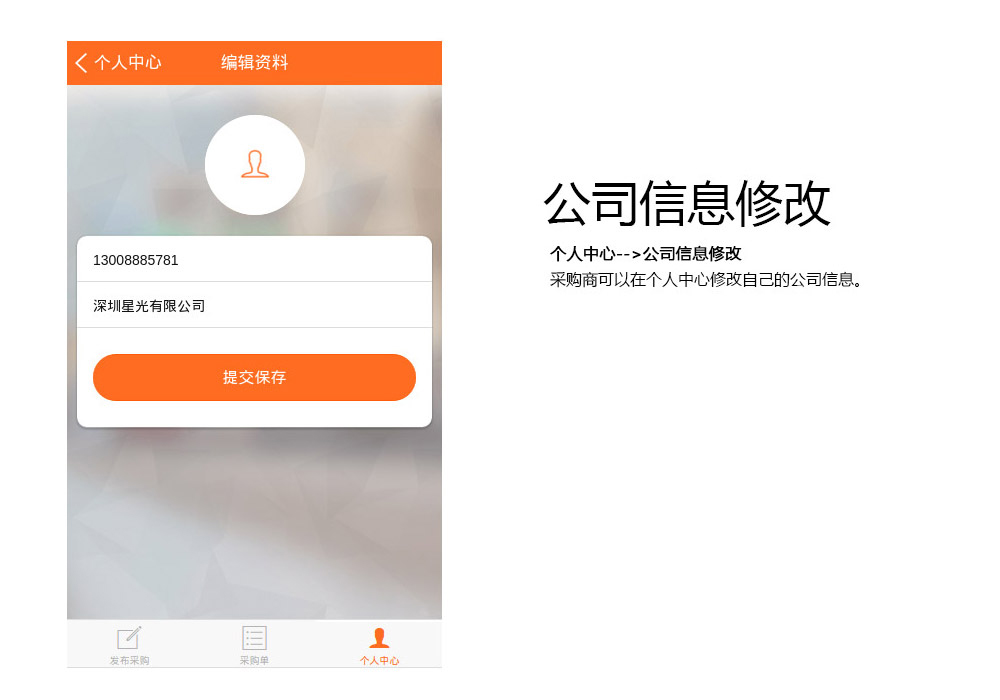 个人中心 编辑资料
13008885781
深圳星光有限公司
提交保存
发布采购 采购单 个人中心
公司信息修改
个人中心-->公司信息修改
采购商可以在个人中心修改自己的公司信息。